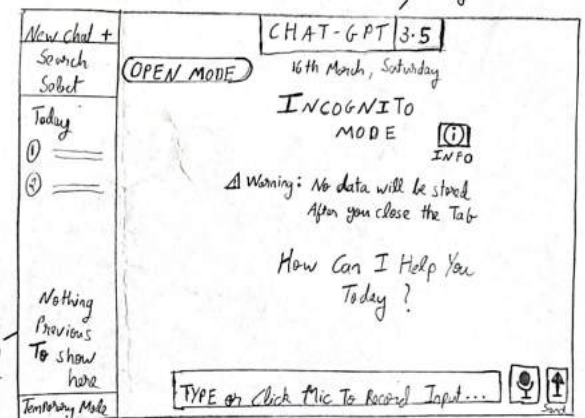 New chat +
Search
Select
Today
①
②
Nothing
Previous
To show
here
Temporary Mode
CHAT-GPT 3.5
16th March, Saturday
OPEN MODE
INCOGNITO
MODE
INFO
Warning: No data will be stored
After you close the Tab
How Can I Help You
Today ?
TYPE or Click Mic To Record Input...
Send